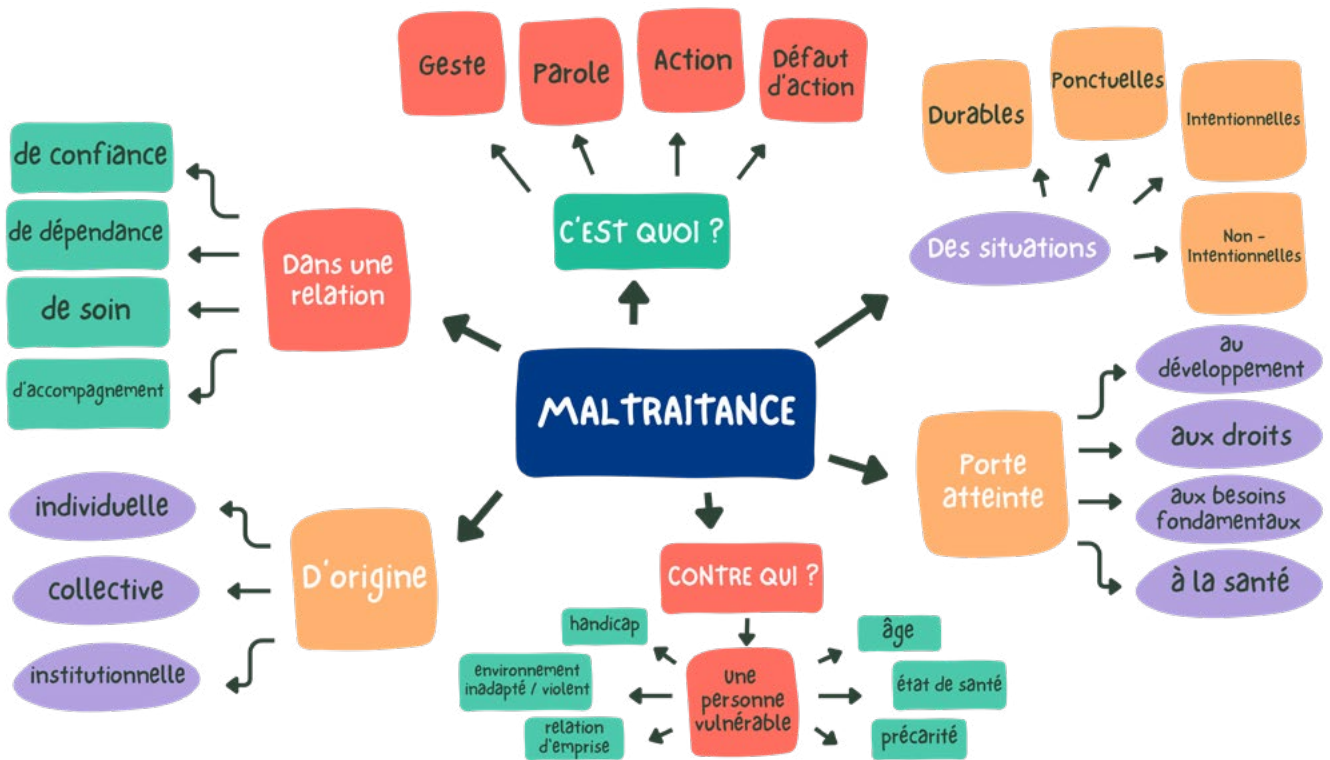 Geste
Parole
Action
Défaut
d'action
C'EST QUOI ?
Durables
Ponctuelles
Intentionnelles
Non -
Intentionnelles
Des situations
de confiance
de dépendance
de soin
d'accompagnement
Dans une
relation
MALTRAITANCE
Porte
atteinte
au
développement
aux droits
aux besoins
fondamentaux
à la santé
individuelle
collective
institutionnelle
D'origine
CONTRE QUI ?
une
personne
vulnérable
handicap
environnement
inadapté / violent
relation
d'emprise
âge
état de santé
précarité